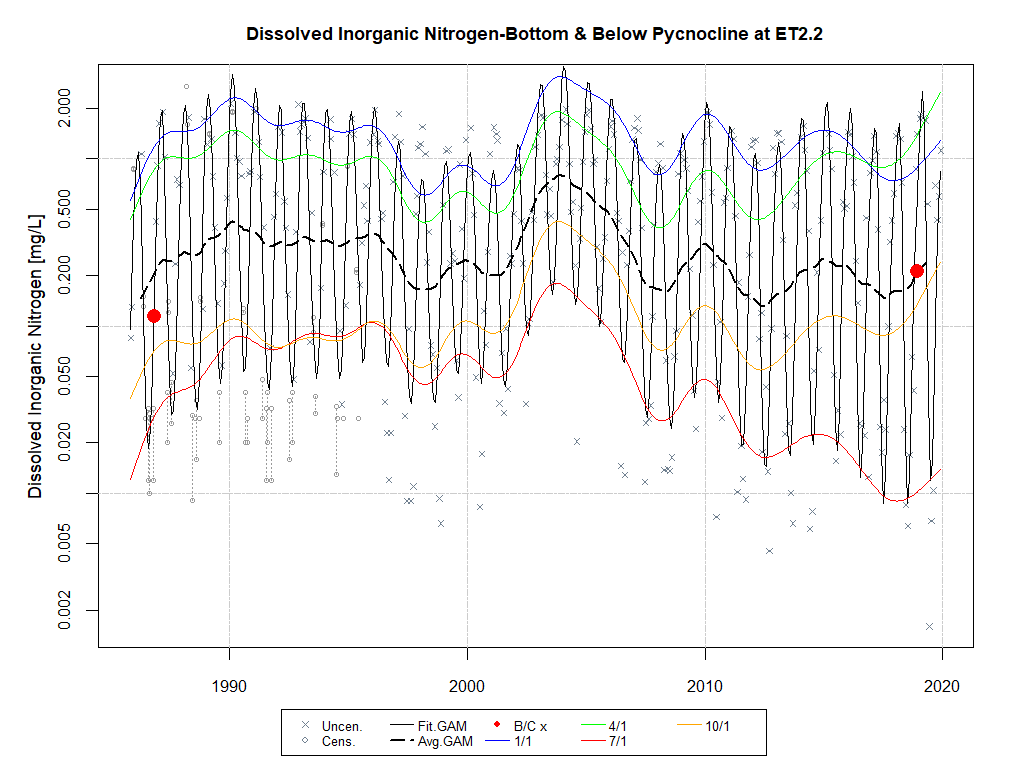 Dissolved Inorganic Nitrogen-Bottom & Below Pycnocline at ET2.2
Dissolved Inorganic Nitrogen [mg/L]
2.000
0.500
0.200
0.050
0.020
0.005
0.002
1990 2000 2010 2020
Uncen. Fit.GAM B/C x 4/1 10/1
Cens. Avg.GAM 1/1 7/1